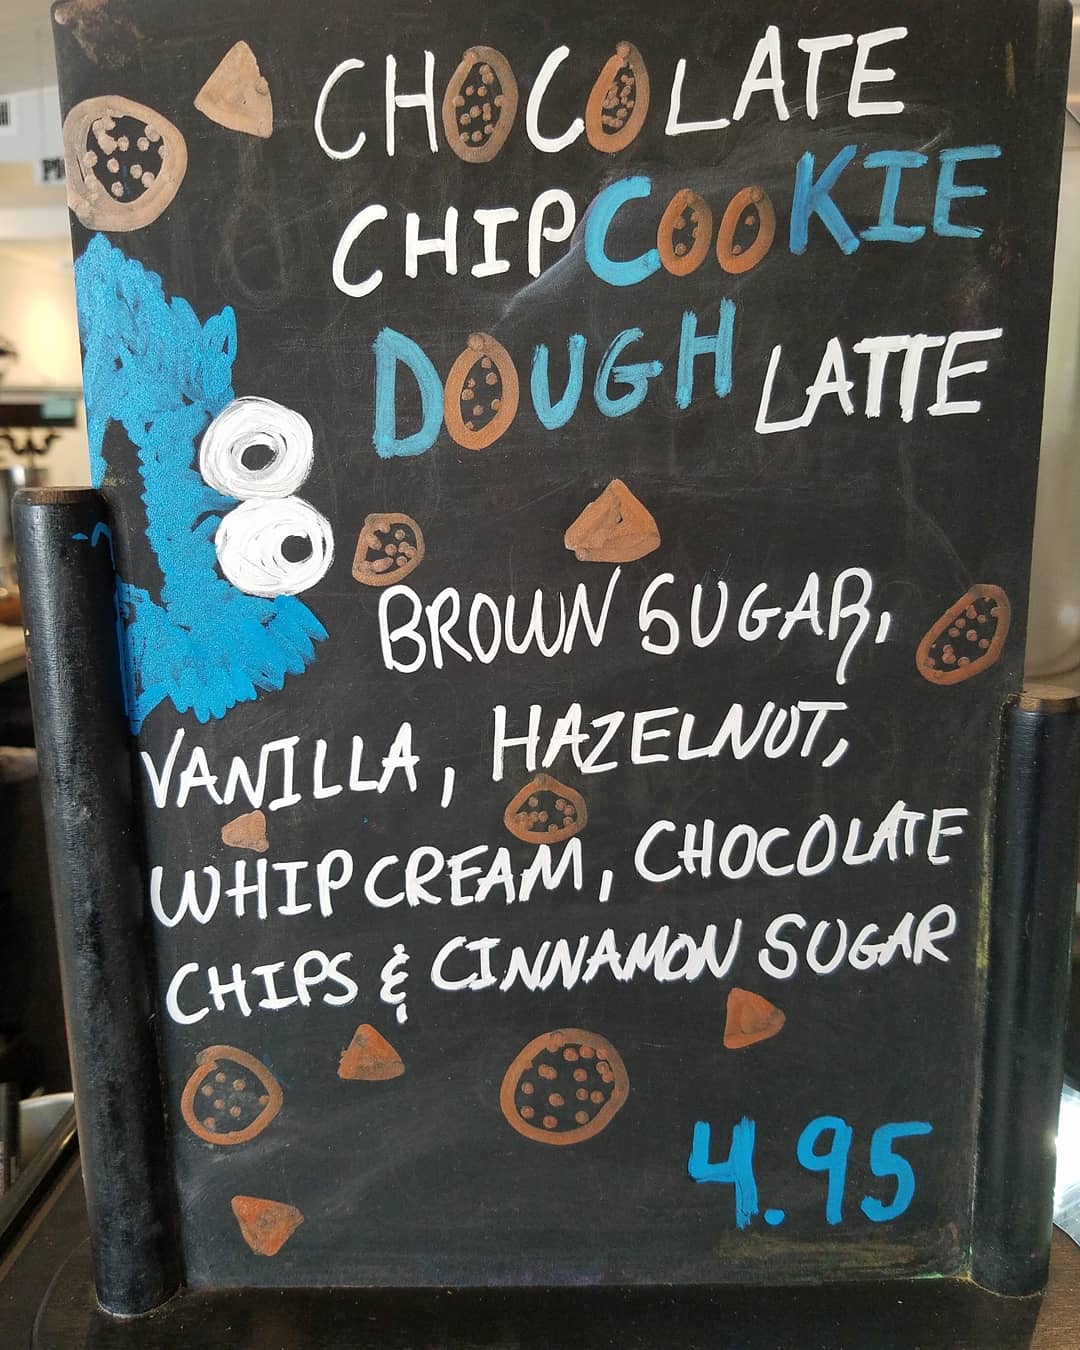 CHOCOLATE
CHIP COOKIE
DOUGH LATTE
BROWN SUGAR,
VANILLA, HAZELNUT,
WHIP CREAM, CHOCOLATE
CHIPS & CINNAMON SUGAR
4.95